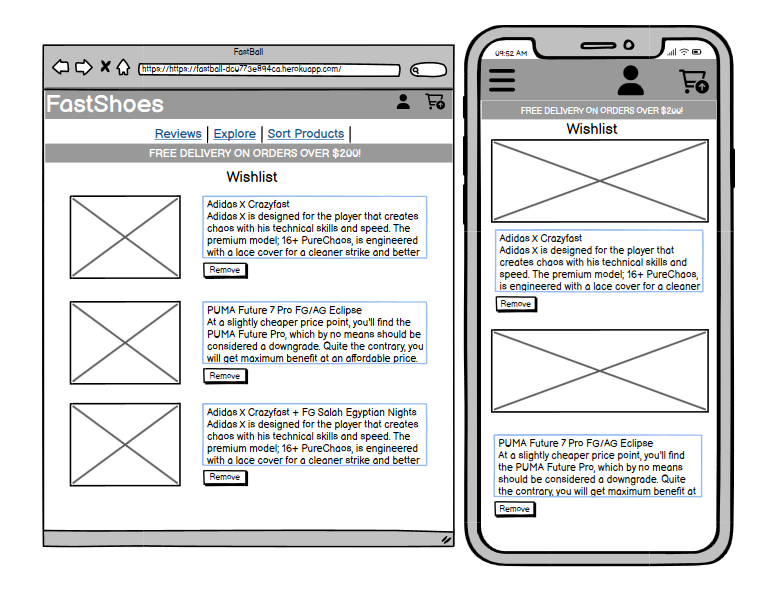 FastBall
https://https://fastball-dc0773e894ca.herokuapp.com/
FastShoes
Reviews | Explore | Sort Products |
FREE DELIVERY ON ORDERS OVER $200!
Wishlist
Adidas X Crazyfast
Adidas X is designed for the player that creates
chaos with his technical skills and speed. The
premium model; 16+ PureChaos, is engineered
with a lace cover for a cleaner strike and better
Remove
PUMA Future 7 Pro FG/AG Eclipse
At a slightly cheaper price point, you'll find the
PUMA Future Pro, which by no means should be
considered a downgrade. Quite the contrary, you
will get maximum benefit at an affordable price.
Remove
Adidas X Crazyfast + FG Salah Egyptian Nights
Adidas X is designed for the player that creates
chaos with his technical skills and speed. The
premium model; 16+ PureChaos, is engineered
with a lace cover for a cleaner strike and better
Remove
09:52 AM
FREE DELIVERY ON ORDERS OVER $200!
Wishlist
Adidas X Crazyfast
Adidas X is designed for the player that
creates chaos with his technical skills and
speed. The premium model; 16+ PureChaos,
is engineered with a lace cover for a cleaner
Remove
PUMA Future 7 Pro FG/AG Eclipse
At a slightly cheaper price point, you'll find
the PUMA Future Pro, which by no means
should be considered a downgrade. Quite
the contrary, you will get maximum benefit at
Remove